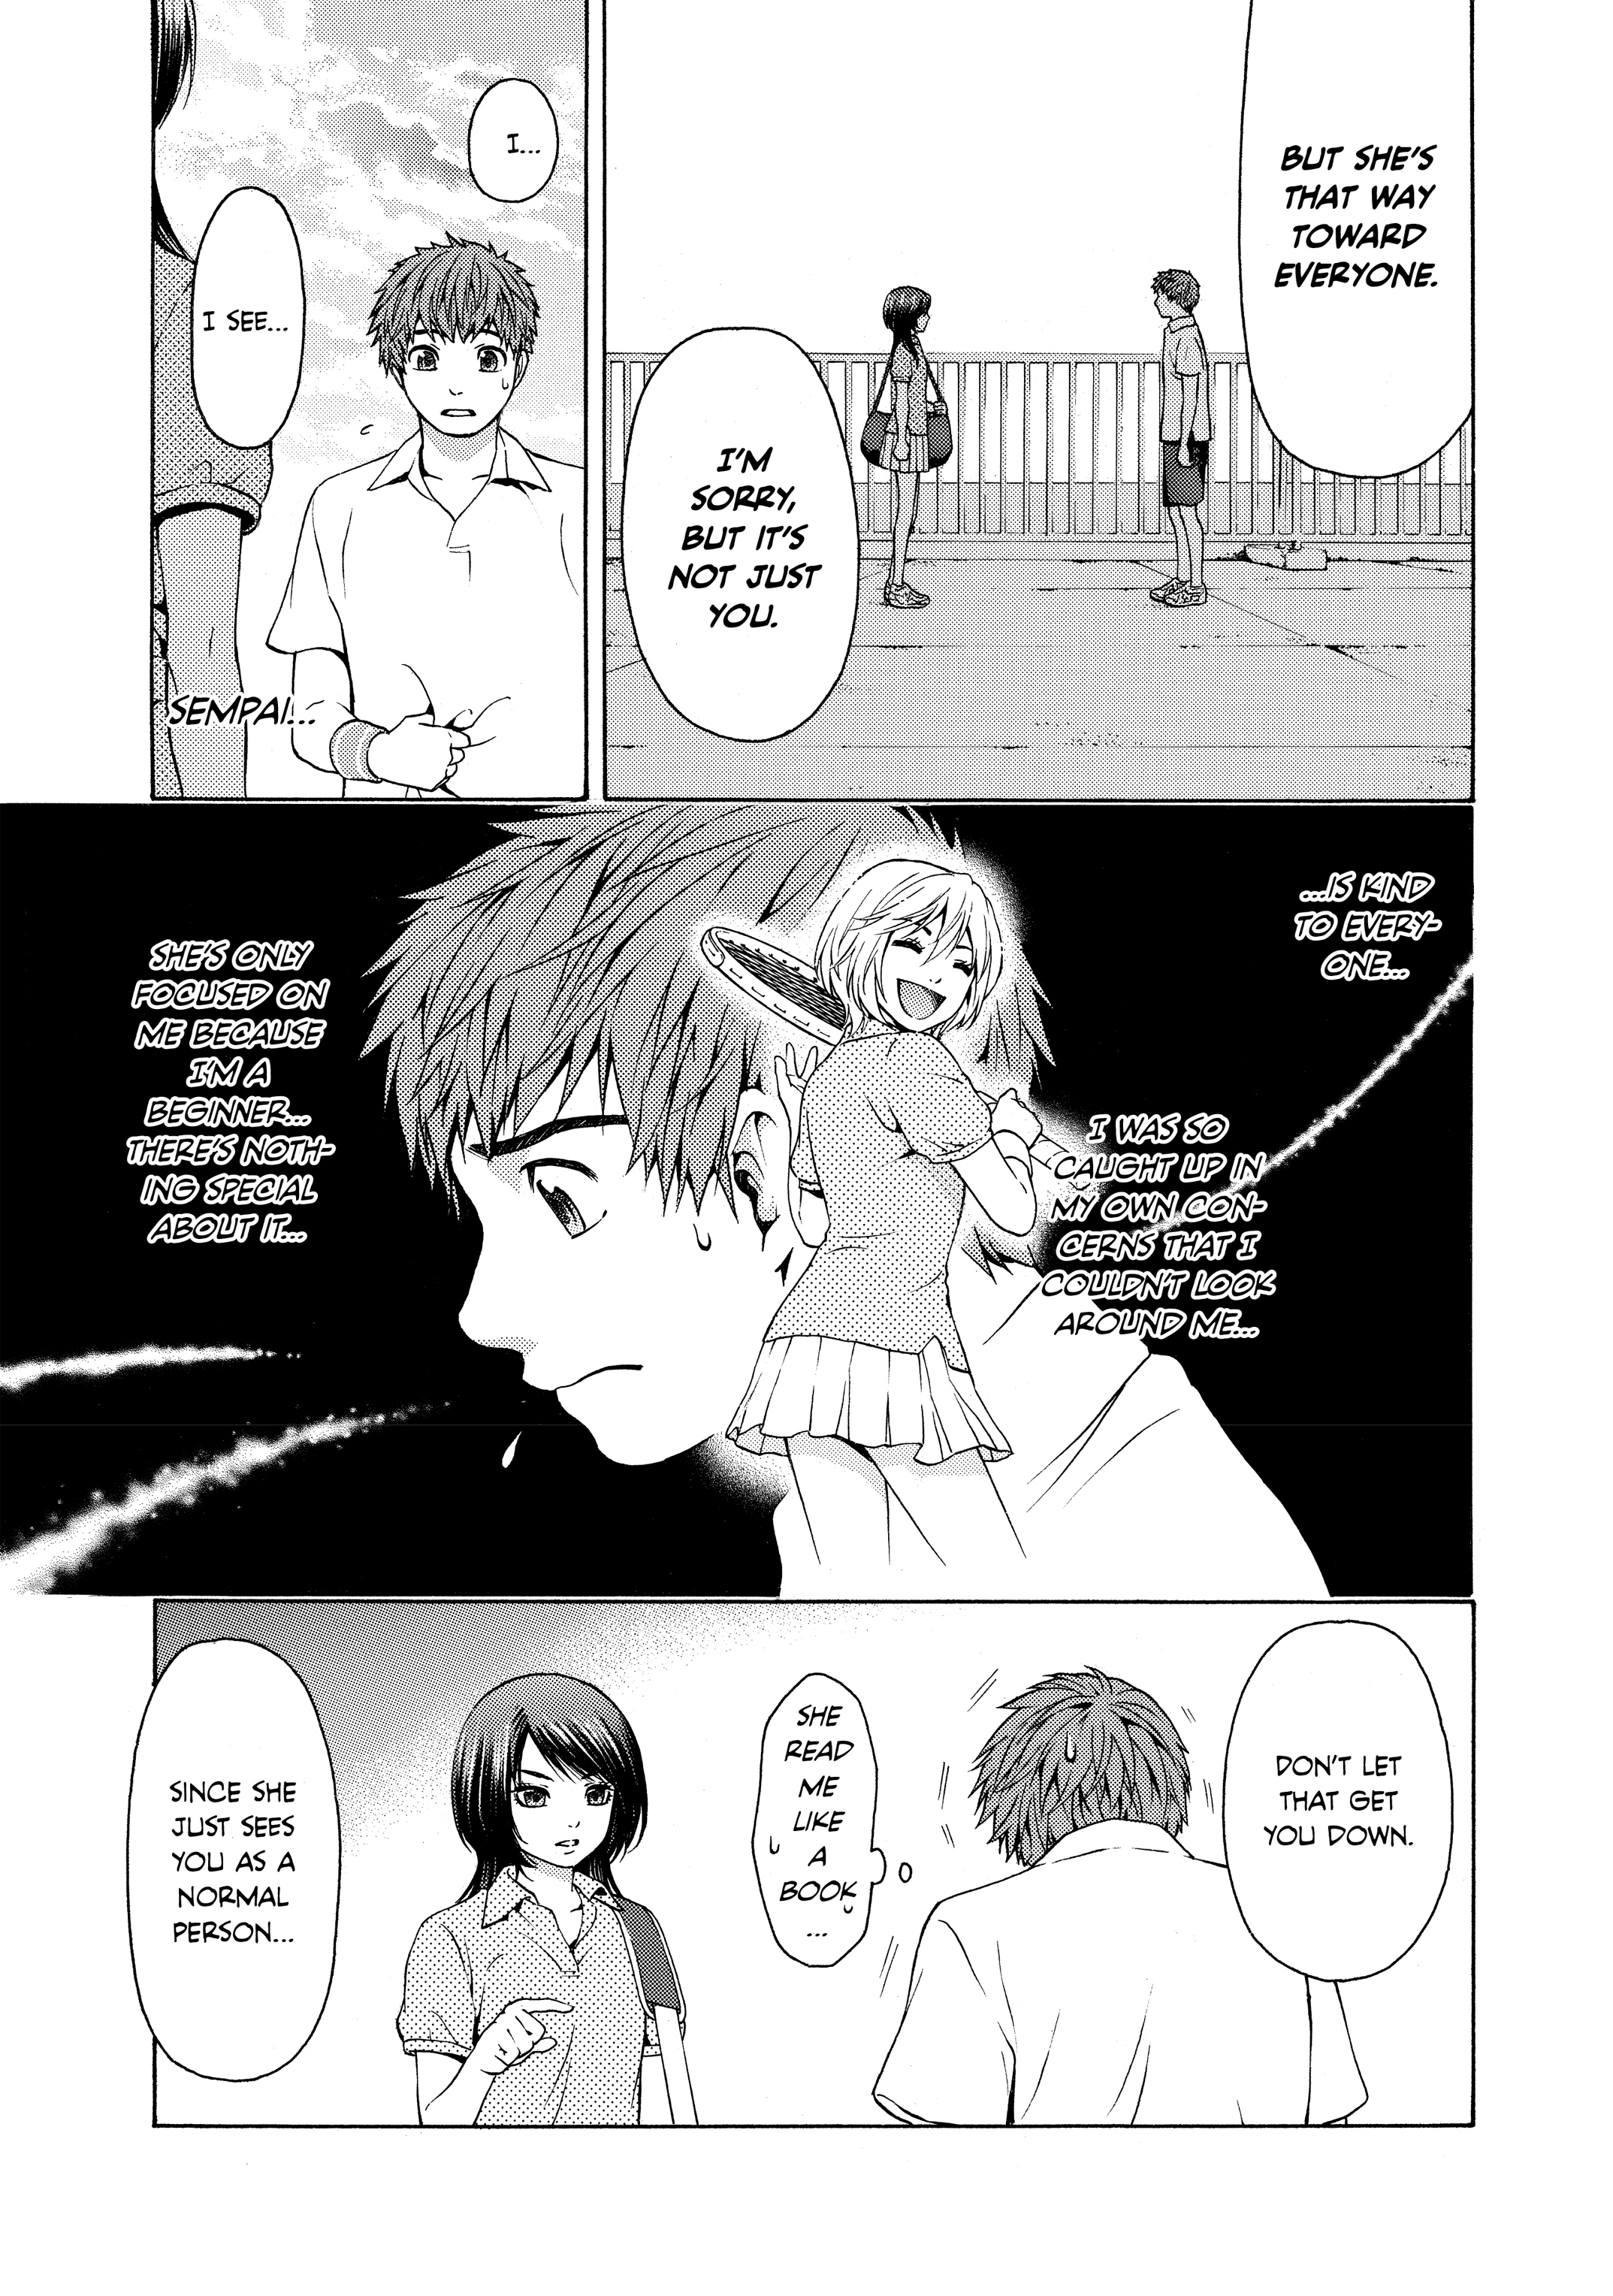 BUT SHE'S
THAT WAY
TOWARD
EVERYONE.
I'M
SORRY,
BUT IT'S
NOT JUST
YOU.
I...
I SEE...
SEMPAI...
...IS KIND
TO EVERY-
ONE...
I WAS SO
CAUGHT UP IN
MY OWN CON-
CERNS THAT I
COULDN'T LOOK
AROUND ME...
SHE'S ONLY
FOCUSED ON
ME BECAUSE
I'M A
BEGINNER...
THERE'S NOTH-
ING SPECIAL
ABOUT IT...
DON'T LET
THAT GET
YOU DOWN.
SHE
READ
ME
LIKE
A
BOOK
...
SINCE SHE
JUST SEES
YOU AS A
NORMAL
PERSON...